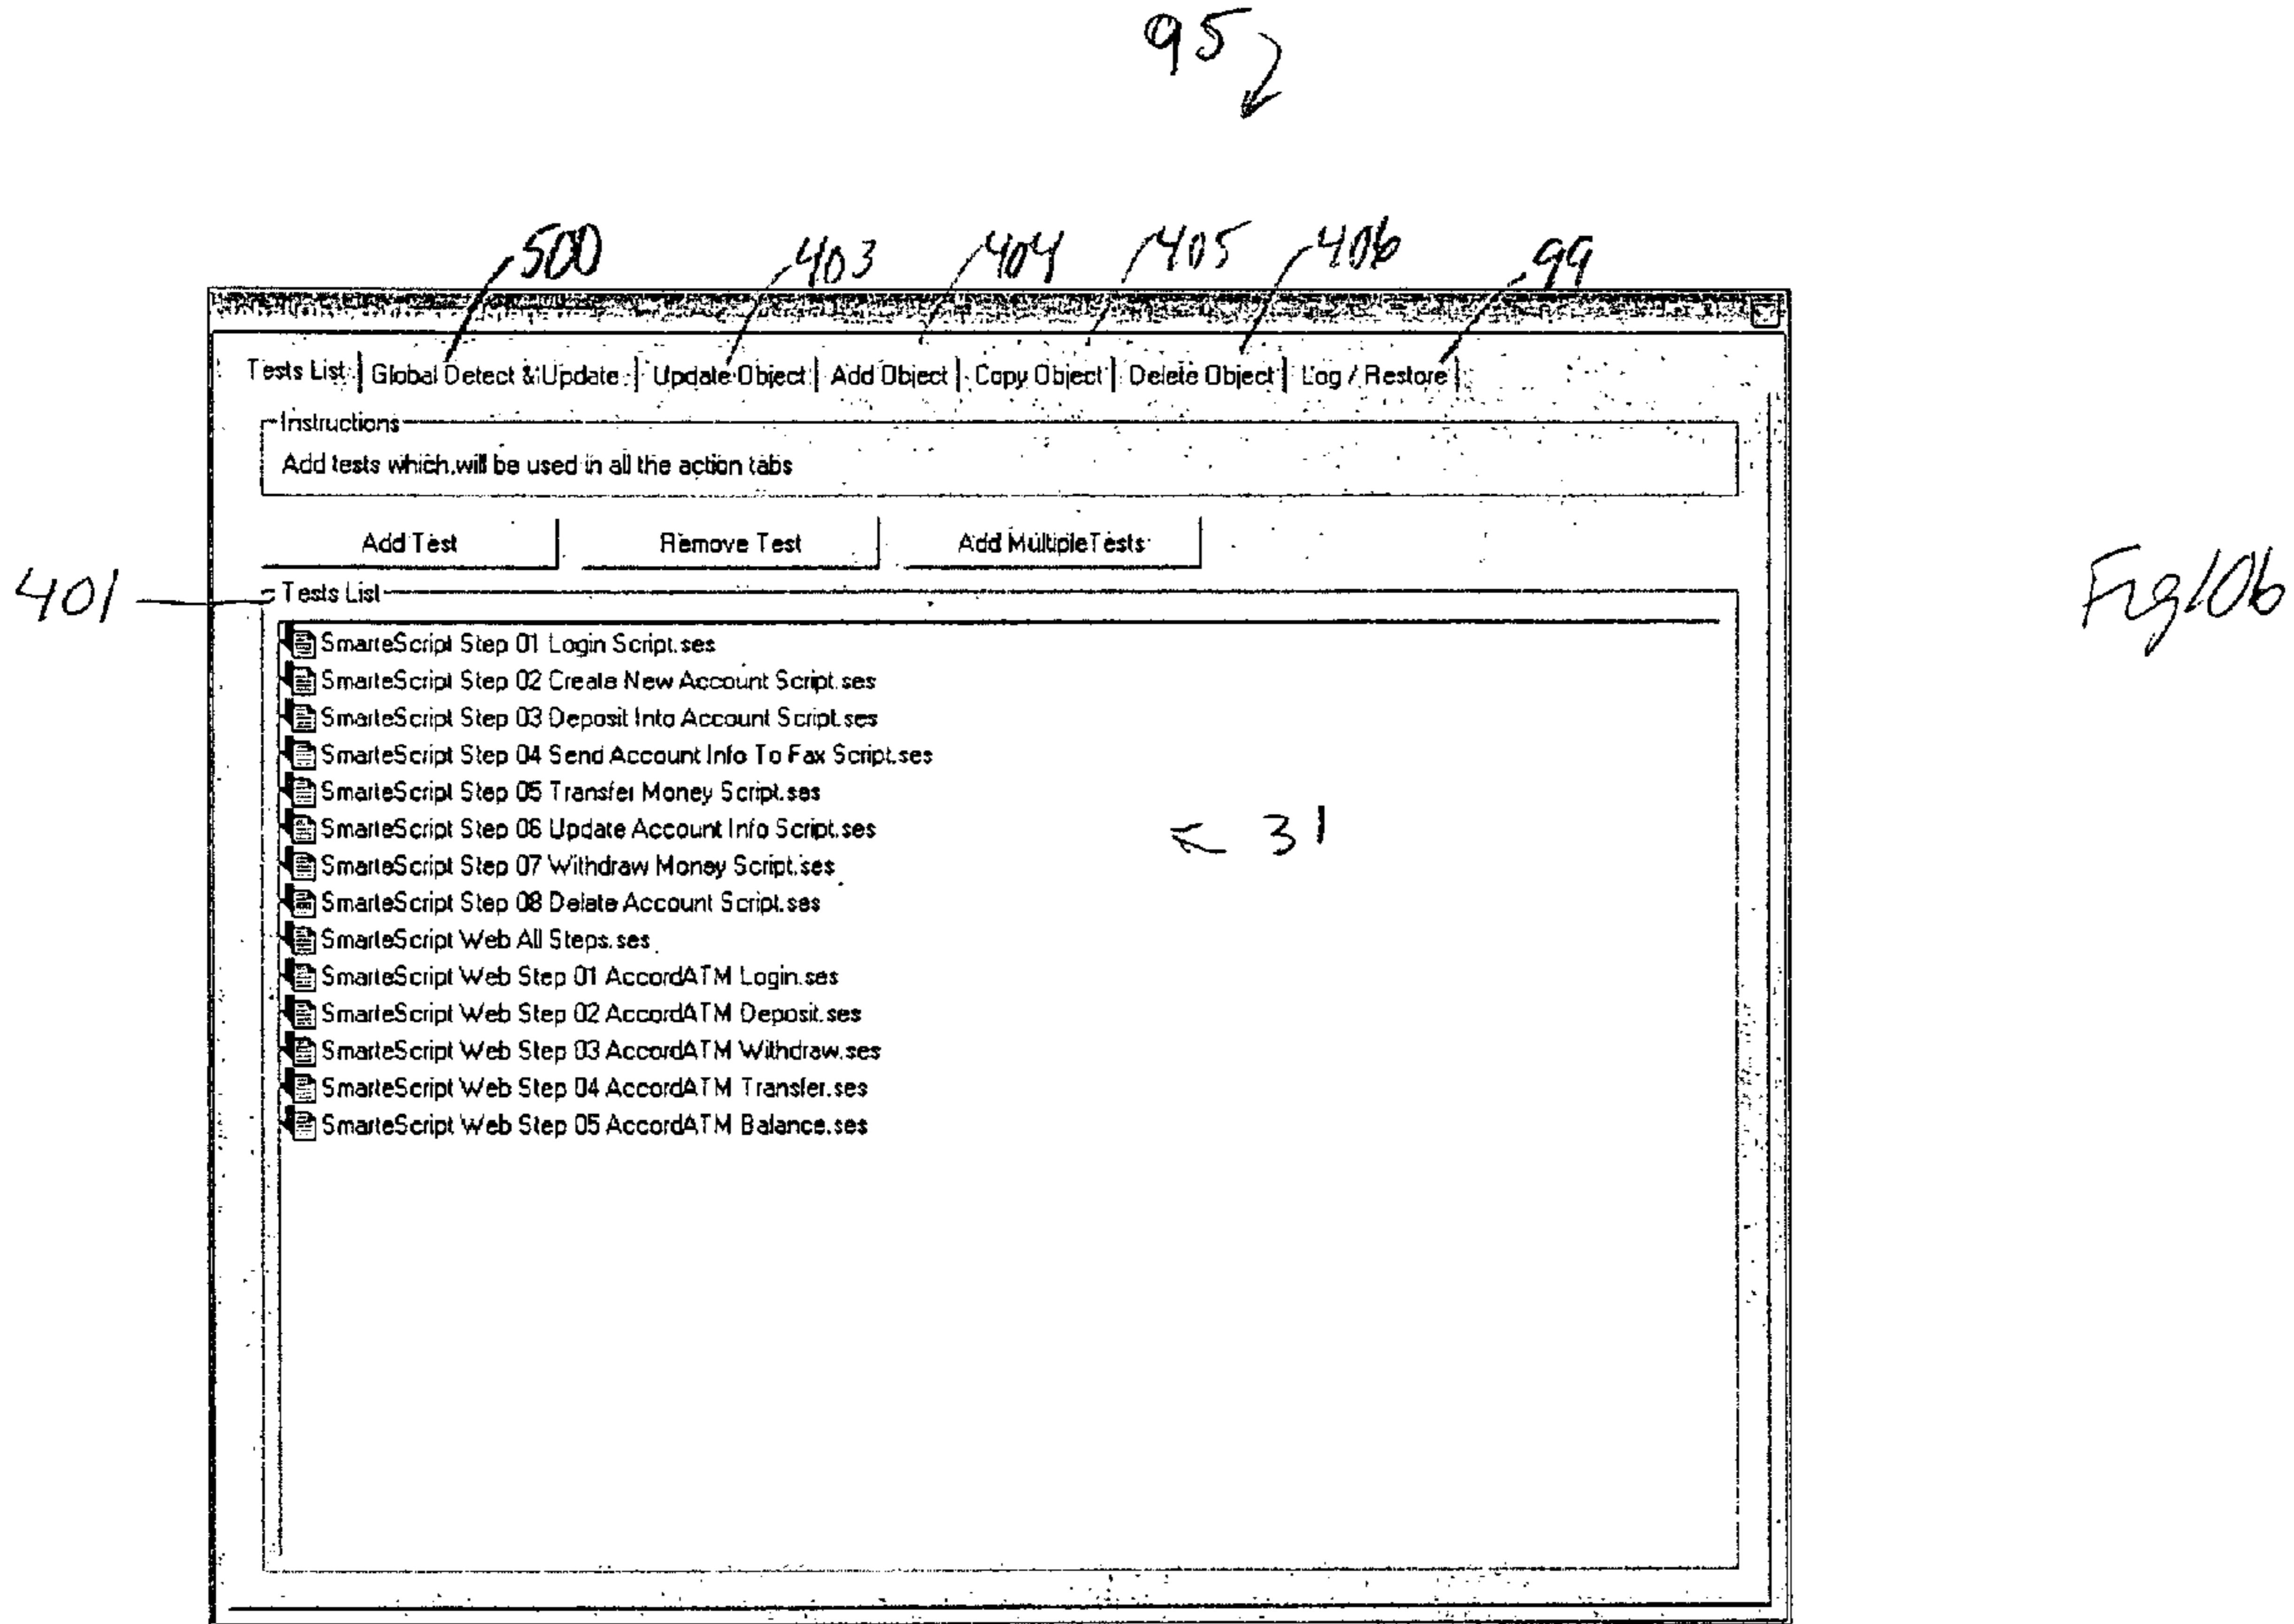 95
500 403 404 405 406 99
Tests List Global Detect & Update Update Object Add Object Copy Object Delete Object Log / Restore
Instructions
Add tests which will be used in all the action tabs
Add Test Remove Test Add Multiple Tests
401
Tests List
Fig 10b
SmarteScript Step 01 Login Script.ses
SmarteScript Step 02 Create New Account Script.ses
SmarteScript Step 03 Deposit Into Account Script.ses
SmarteScript Step 04 Send Account Info To Fax Script.ses
SmarteScript Step 05 Transfer Money Script.ses
SmarteScript Step 06 Update Account Info Script.ses
31
SmarteScript Step 07 Withdraw Money Script.ses
SmarteScript Step 08 Delete Account Script.ses
SmarteScript Web All Steps.ses
SmarteScript Web Step 01 AccordATM Login.ses
SmarteScript Web Step 02 AccordATM Deposit.ses
SmarteScript Web Step 03 AccordATM Withdraw.ses
SmarteScript Web Step 04 AccordATM Transfer.ses
SmarteScript Web Step 05 AccordATM Balance.ses